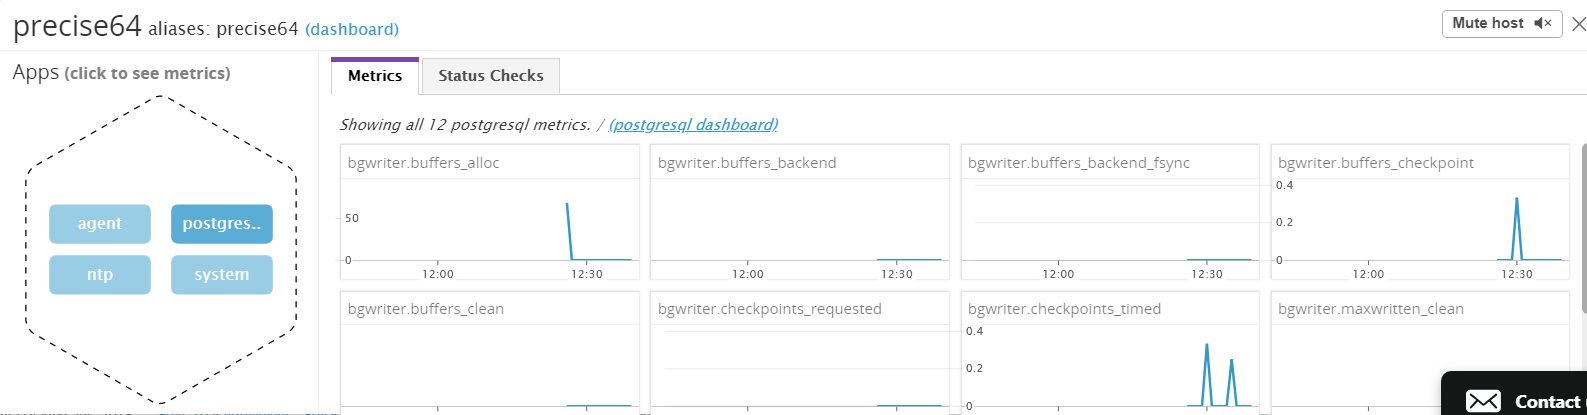 precise64 aliases: precise64 (dashboard)
Mute host
Apps (click to see metrics)
agent
postgres..
ntp
system
Metrics
Status Checks
Showing all 12 postgresql metrics. / (postgresql dashboard)
bgwriter.buffers_alloc
50
0
12:00
12:30
bgwriter.buffers_backend
12:00
12:30
bgwriter.buffers_backend_fsync
12:00
12:30
bgwriter.buffers_checkpoint
0.4
0.2
0
12:00
12:30
bgwriter.buffers_clean
bgwriter.checkpoints_requested
bgwriter.checkpoints_timed
0.4
0.2
0
bgwriter.maxwritten_clean
Contact